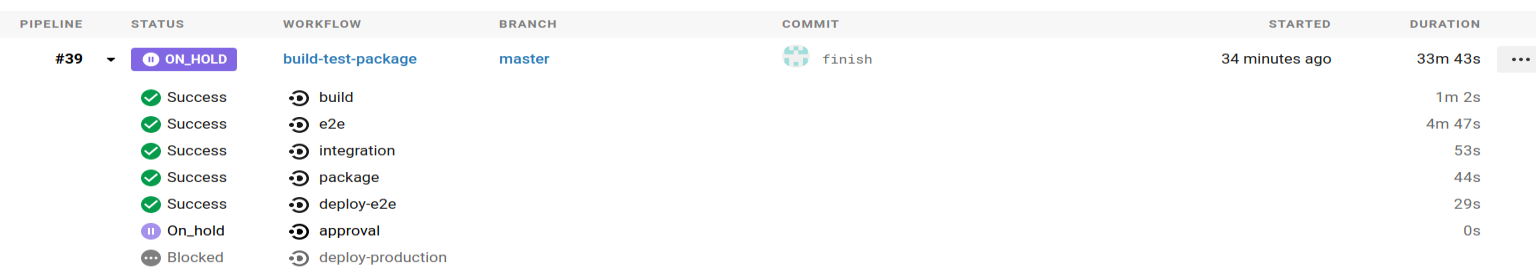 PIPELINE STATUS WORKFLOW BRANCH COMMIT STARTED DURATION
#39 ON_HOLD build-test-package master finish 34 minutes ago 33m 43s
Success build 1m 2s
Success e2e 4m 47s
Success integration 53s
Success package 44s
Success deploy-e2e 29s
On_hold approval 0s
Blocked deploy-production